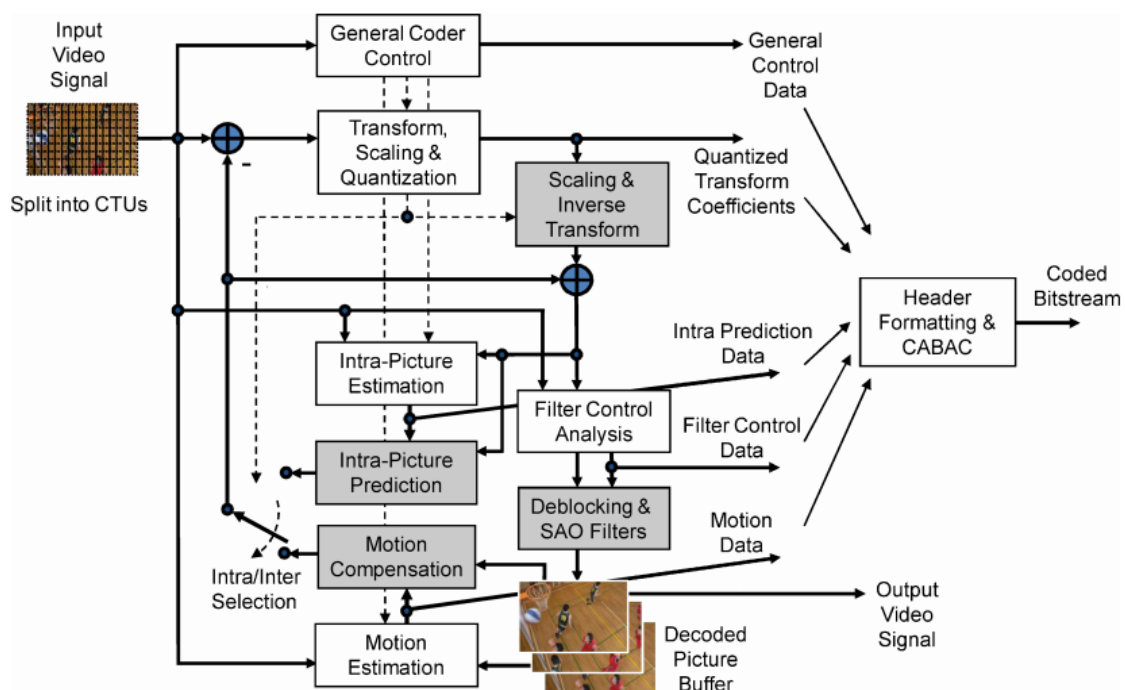 Input
Video
Signal
Split into CTUs
General Coder
Control
General
Control
Data
Transform,
Scaling &
Quantization
-
Quantized
Transform
Coefficients
Scaling &
Inverse
Transform
Header
Formatting &
CABAC
Coded
Bitstream
Intra-Picture
Estimation
Intra Prediction
Data
Filter Control
Analysis
Filter Control
Data
Intra-Picture
Prediction
Deblocking &
SAO Filters
Motion
Data
Motion
Compensation
Intra/Inter
Selection
Output
Video
Signal
Motion
Estimation
Decoded
Picture
Buffer